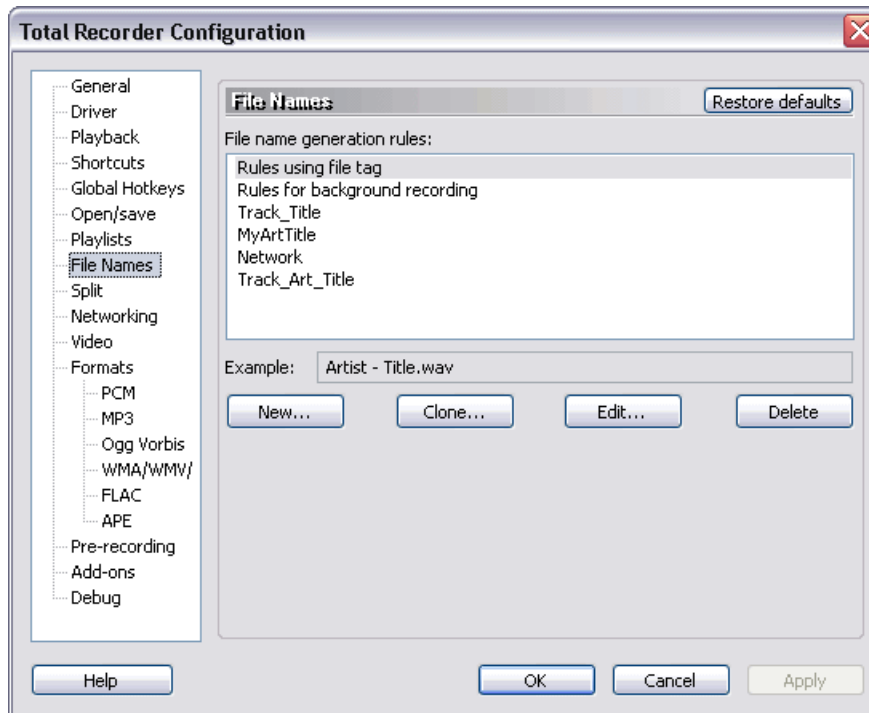 Total Recorder Configuration
General
Driver
Playback
Shortcuts
Global Hotkeys
Open/save
Playlists
File Names
Split
Networking
Video
Formats
PCM
MP3
Ogg Vorbis
WMA/WMV/
FLAC
APE
Pre-recording
Add-ons
Debug
File Names
Restore defaults
File name generation rules:
Rules using file tag
Rules for background recording
Track_Title
MyArtTitle
Network
Track_Art_Title
Example: Artist - Title.wav
New... Clone... Edit... Delete
Help OK Cancel Apply